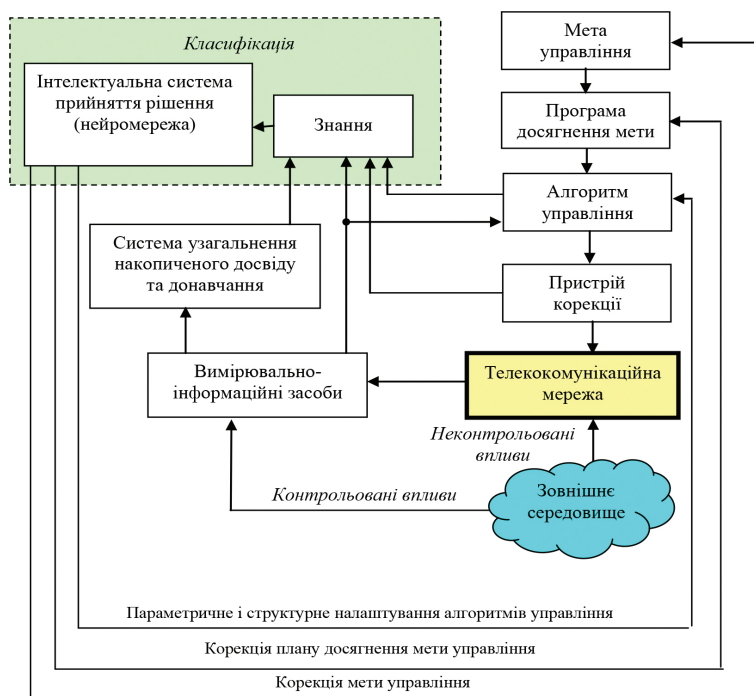 Класифікація
Інтелектуальна система
прийняття рішення
(нейромережа)
Знання
Мета
управління
Програма
досягнення мети
Алгоритм
управління
Система узагальнення
накопиченого досвіду
та донавчання
Пристрій
корекції
Вимірювально-
інформаційні засоби
Телекокомунікаційна
мережа
Неконтрольовані
впливи
Контрольовані впливи
Зовнішнє
середовище
Параметричне і структурне налаштування алгоритмів управління
Корекція плану досягнення мети управління
Корекція мети управління